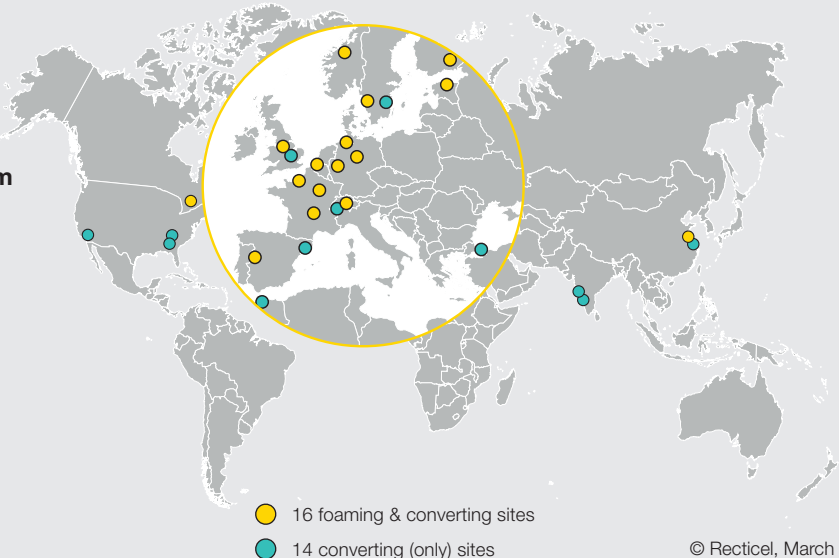 m
16 foaming & converting sites
14 converting (only) sites
© Recticel, March